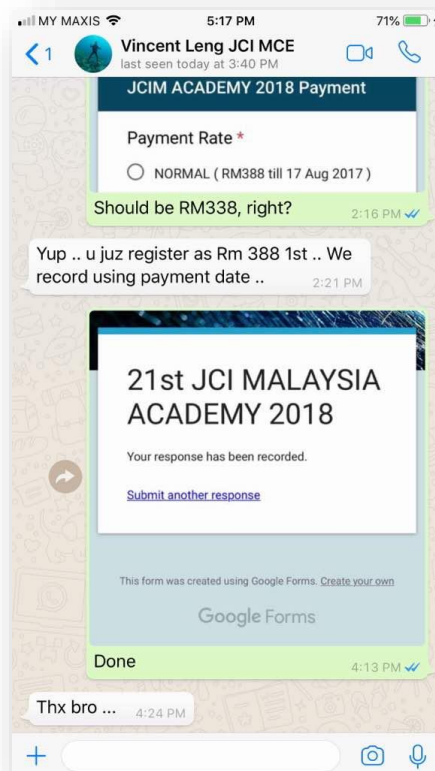 MY MAXIS 5:17 PM 71%
1 Vincent Leng JCI MCE
last seen today at 3:40 PM
JCIM ACADEMY 2018 Payment
Payment Rate *
NORMAL ( RM388 till 17 Aug 2017 )
Should be RM338, right?
2:16 PM
Yup .. u juz register as Rm 388 1st .. We
record using payment date ..
2:21 PM
21st JCI MALAYSIA
ACADEMY 2018
Your response has been recorded.
Submit another response
This form was created using Google Forms. Create your own
Google Forms
Done
4:13 PM
Thx bro ... 4:24 PM